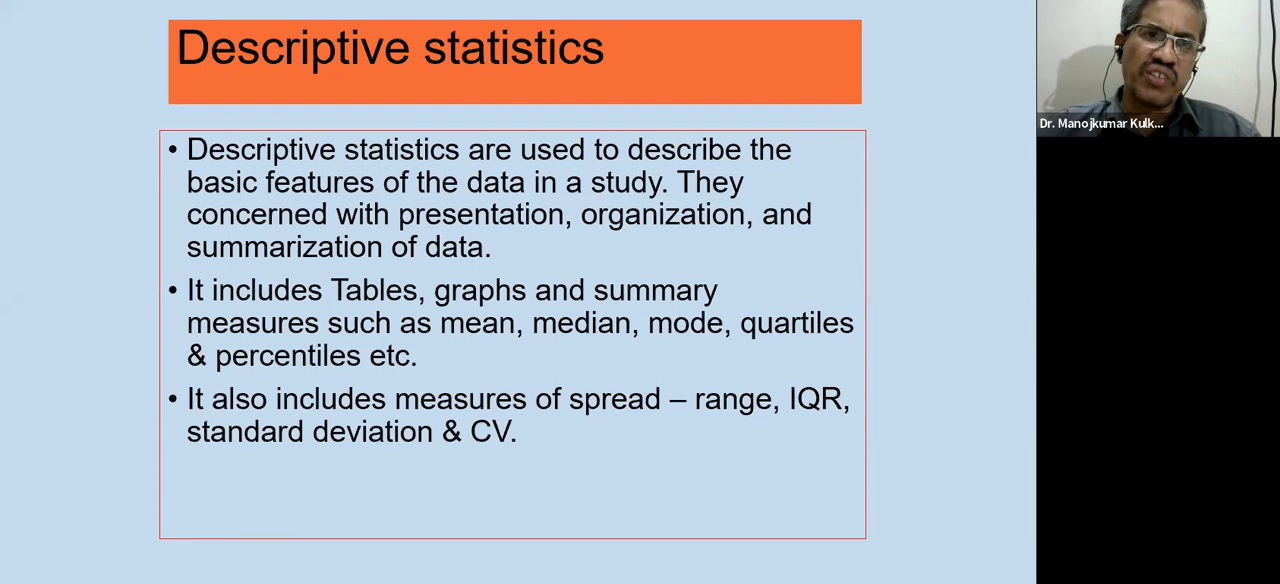 Descriptive statistics
• Descriptive statistics are used to describe the
basic features of the data in a study. They
concerned with presentation, organization, and
summarization of data.
• It includes Tables, graphs and summary
measures such as mean, median, mode, quartiles
& percentiles etc.
• It also includes measures of spread – range, IQR,
standard deviation & CV.
Dr. Manojkumar Kulk...